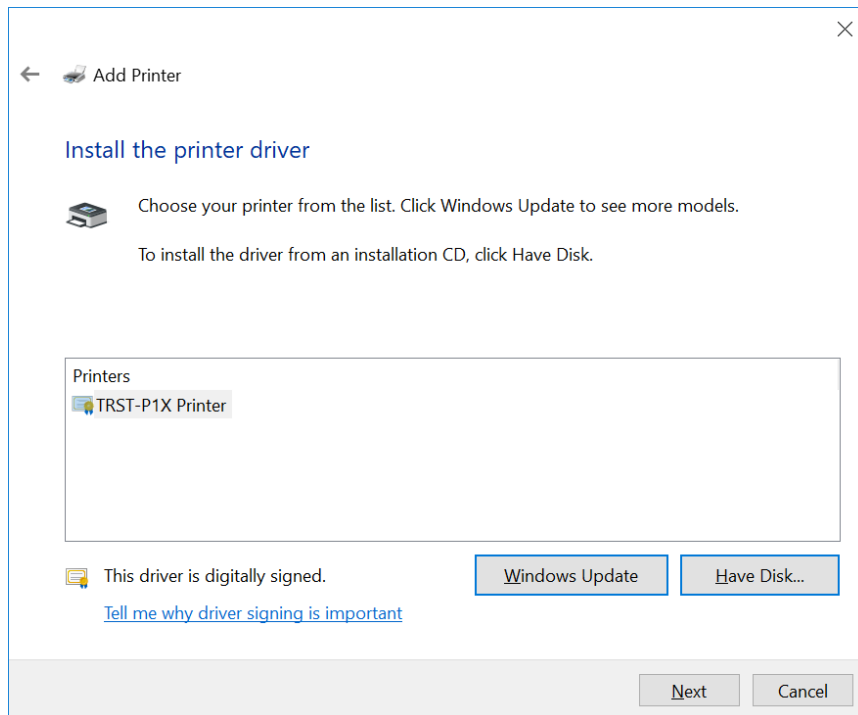 Add Printer
Install the printer driver
Choose your printer from the list. Click Windows Update to see more models.
To install the driver from an installation CD, click Have Disk.
Printers
TRST-P1X Printer
This driver is digitally signed.
Windows Update
Have Disk...
Tell me why driver signing is important
Next
Cancel